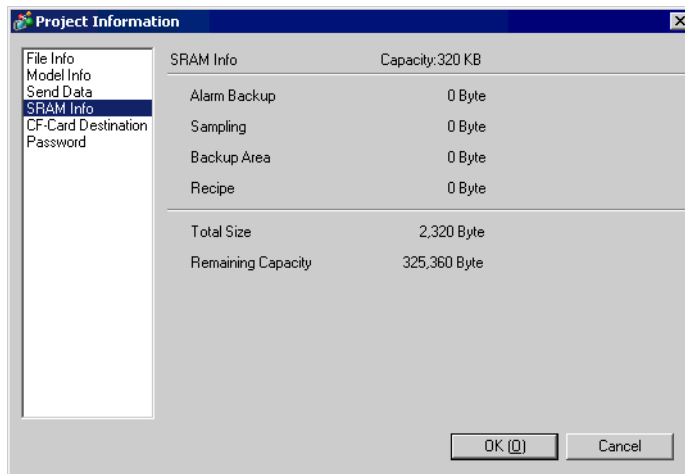 Project Information
File Info
Model Info
Send Data
SRAM Info
CF-Card Destination
Password
SRAM Info Capacity:320 KB
Alarm Backup 0 Byte
Sampling 0 Byte
Backup Area 0 Byte
Recipe 0 Byte
Total Size 2,320 Byte
Remaining Capacity 325,360 Byte
OK (O) Cancel